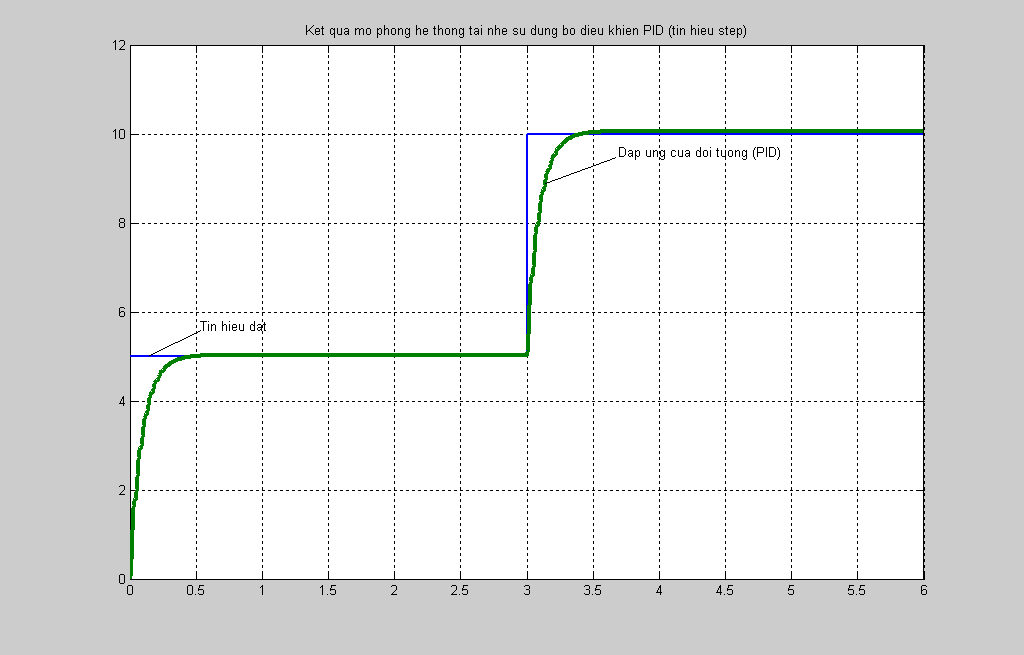 Ket qua mo phong he thong tai nhe su dung bo dieu khien PID (tin hieu step)
12
10
Dap ung cua doi tuong (PID)
8
6
Tin hieu dat
4
2
0
0 0.5 1 1.5 2 2.5 3 3.5 4 4.5 5 5.5 6